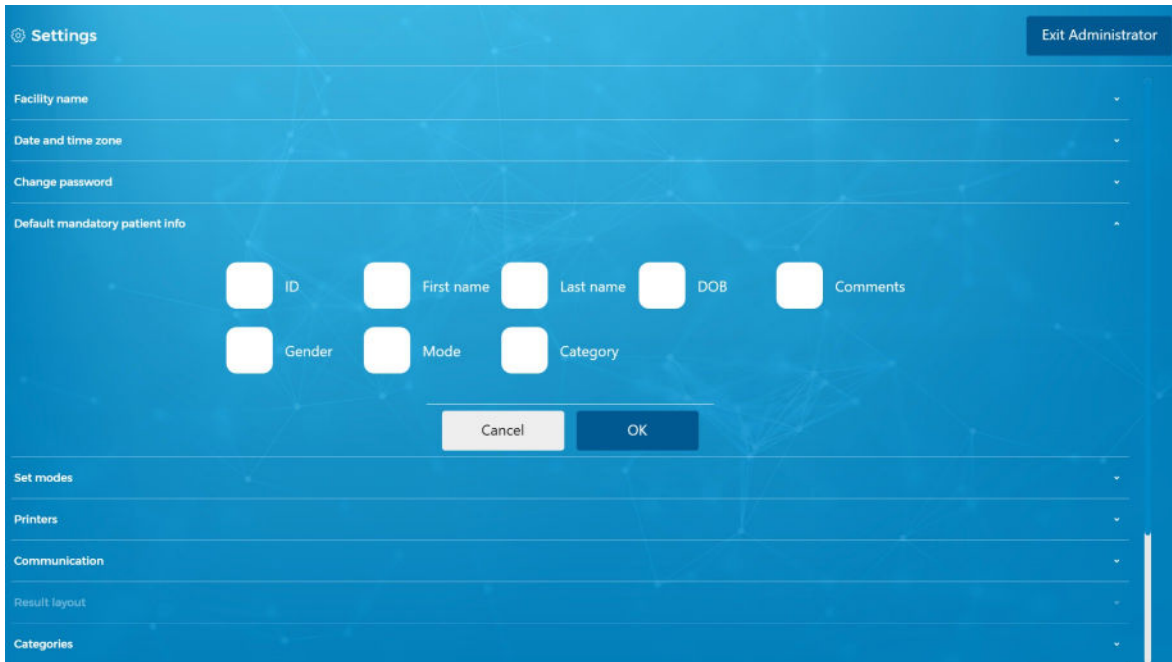 Settings
Exit Administrator
Facility name
Date and time zone
Change password
Default mandatory patient info
ID First name Last name DOB Comments
Gender Mode Category
Cancel OK
Set modes
Printers
Communication
Result layout
Categories